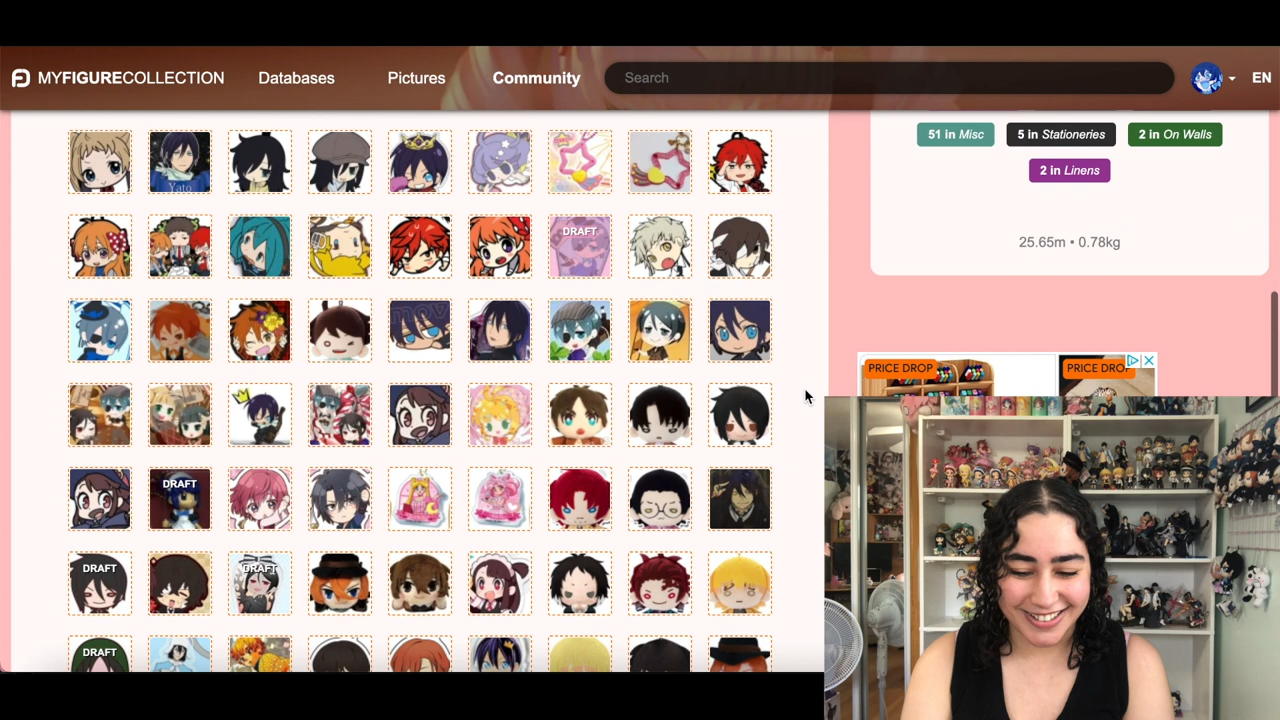 MYFIGURECOLLECTION Databases Pictures Community Search EN
51 in Misc 5 in Stationeries 2 in On Walls
2 in Linens
Yato
DRAFT
25.65m • 0.78kg
PRICE DROP PRICE DROP
DRAFT
DRAFT DRAFT
DRAFT